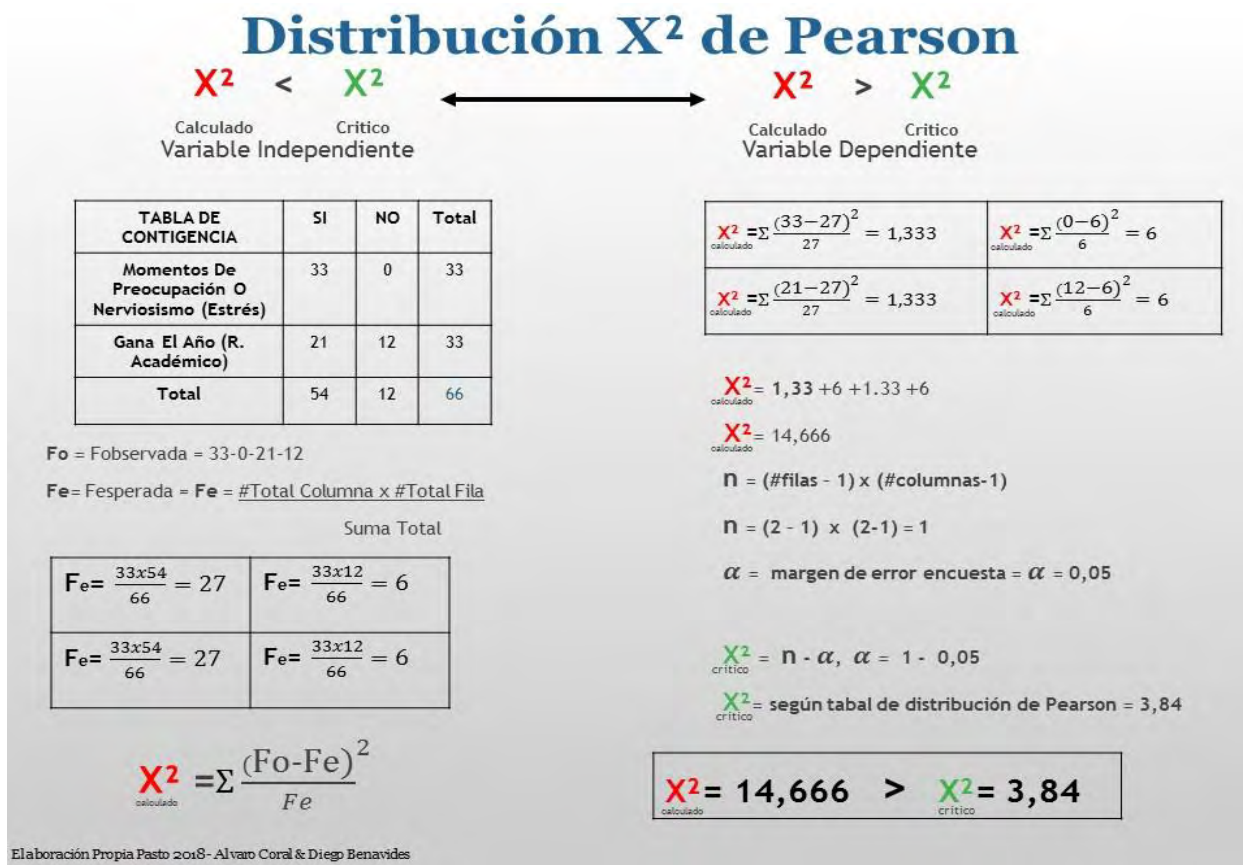 Distribución X² de Pearson
X² < X²
Calculado Critico
Variable Independiente
X² > X²
Calculado Critico
Variable Dependiente
TABLA DE CONTIGENCIA SI NO Total
Momentos De Preocupación O Nerviosismo (Estrés) 33 0 33
Gana El Año (R. Académico) 21 12 33
Total 54 12 66
Fo = Fobservada = 33-0-21-12
Fe= Fesperada = Fe = #Total Columna x #Total Fila
Suma Total
Fe= 33x54/66 = 27 Fe= 33x12/66 = 6
Fe= 33x54/66 = 27 Fe= 33x12/66 = 6
X² calculado =Σ (Fo-Fe)²/Fe
X² calculado =Σ (33−27)²/27 = 1,333 X² calculado =Σ (0−6)²/6 = 6
X² calculado =Σ (21−27)²/27 = 1,333 X² calculado =Σ (12−6)²/6 = 6
X² calculado = 1,33 +6 +1.33 +6
X² calculado = 14,666
n = (#filas - 1) x (#columnas-1)
n = (2 - 1) x (2-1) = 1
α = margen de error encuesta = α = 0,05
X² critico = n - α, α = 1 - 0,05
X² critico = según tabal de distribución de Pearson = 3,84
X² calculado = 14,666 > X² critico = 3,84
Elaboración Propia Pasto 2018- Alvaro Coral & Diego Benavides